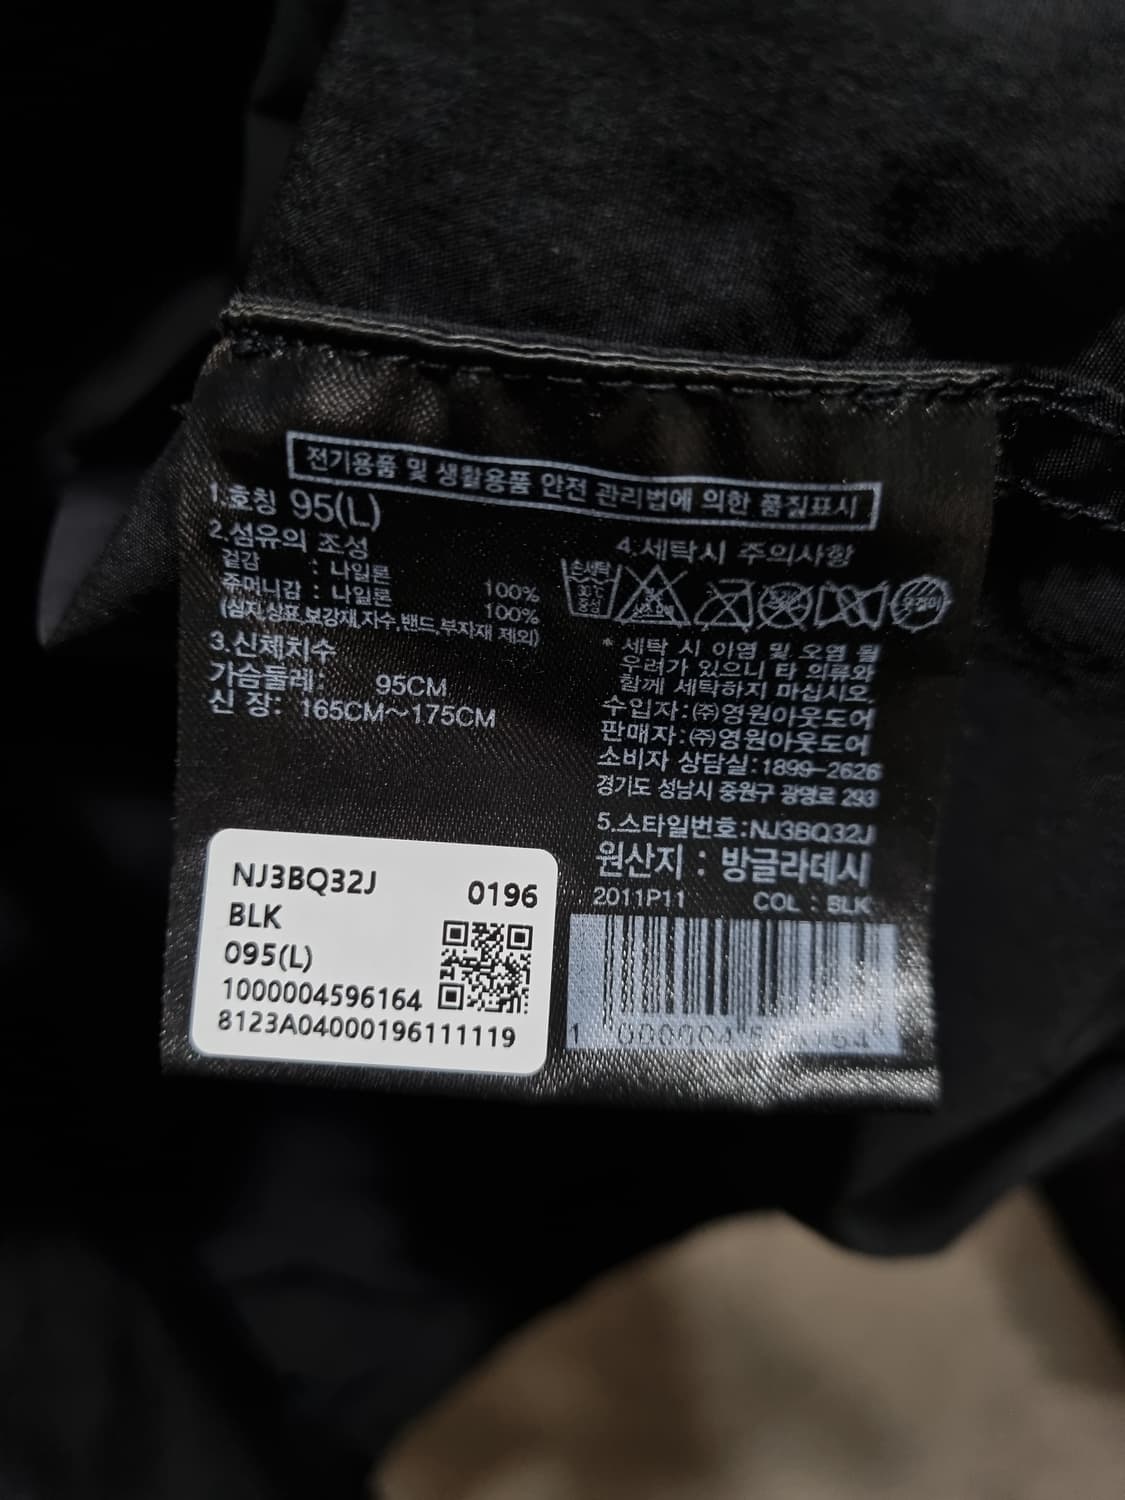 전기용품 및 생활용품 안전 관리법에 의한 품질표시
1.호칭 95(L)
2.섬유의 조성
겉감 : 나일론 100%
주머니감 : 나일론 100%
(심지,상표,보강재,자수,밴드,부자재 제외)
3.신체치수
가슴둘레: 95CM
신 장: 165CM~175CM
4.세탁시 주의사항
손세탁
30℃
중성
* 세탁 시 이염 및 오염 될
우려가 있으니 타 의류와
함께 세탁하지 마십시오.
수입자:㈜영원아웃도어
판매자:㈜영원아웃도어
소비자 상담실:1899-2626
경기도 성남시 중원구 광명로 293
5.스타일번호:NJ3BQ32J
원산지 : 방글라데시
2011P11 COL : BLK
NJ3BQ32J 0196
BLK
095(L)
1000004596164
8123A04000196111119